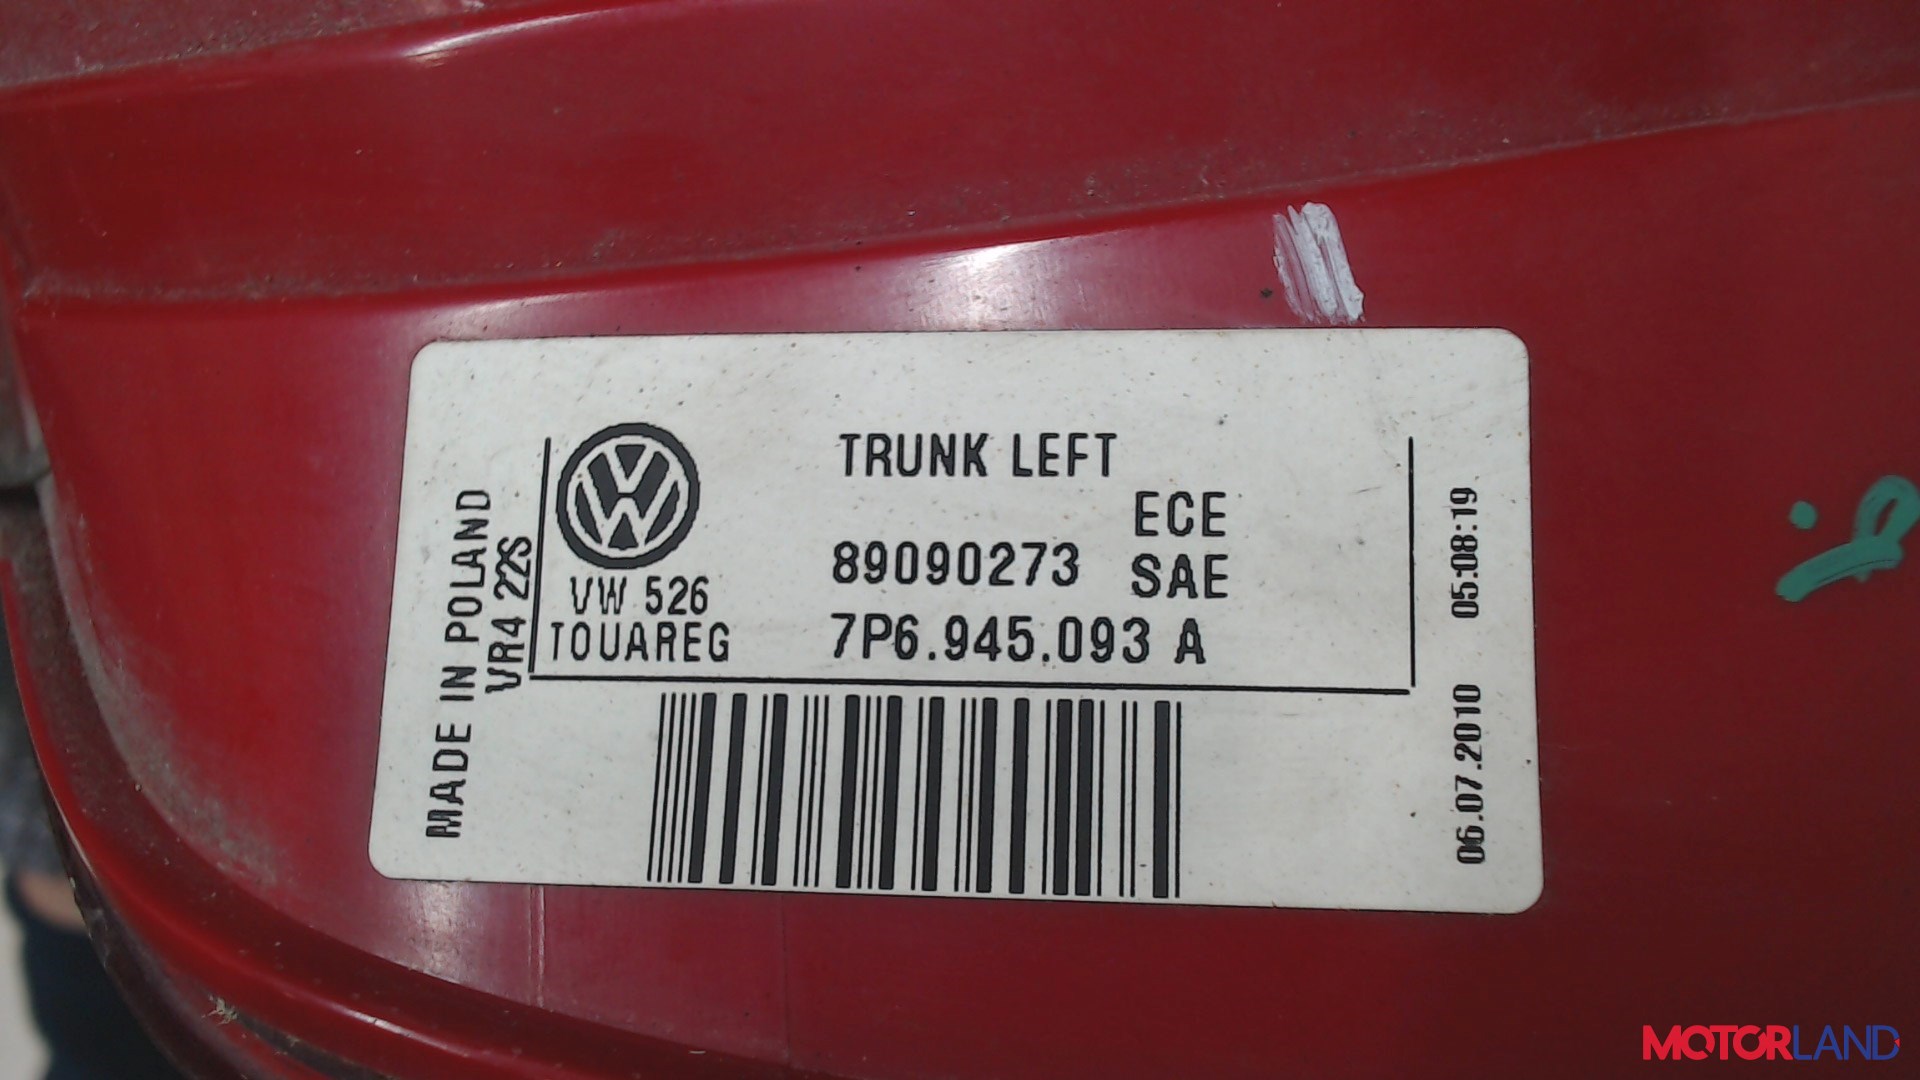 TRUNK LEFT
ECE
89090273 SAE
7P6.945.093 A
VW 526
TOUAREG
MADE IN POLAND
VR4 22S
06.07.2010 05:08:19
MOTORLAND